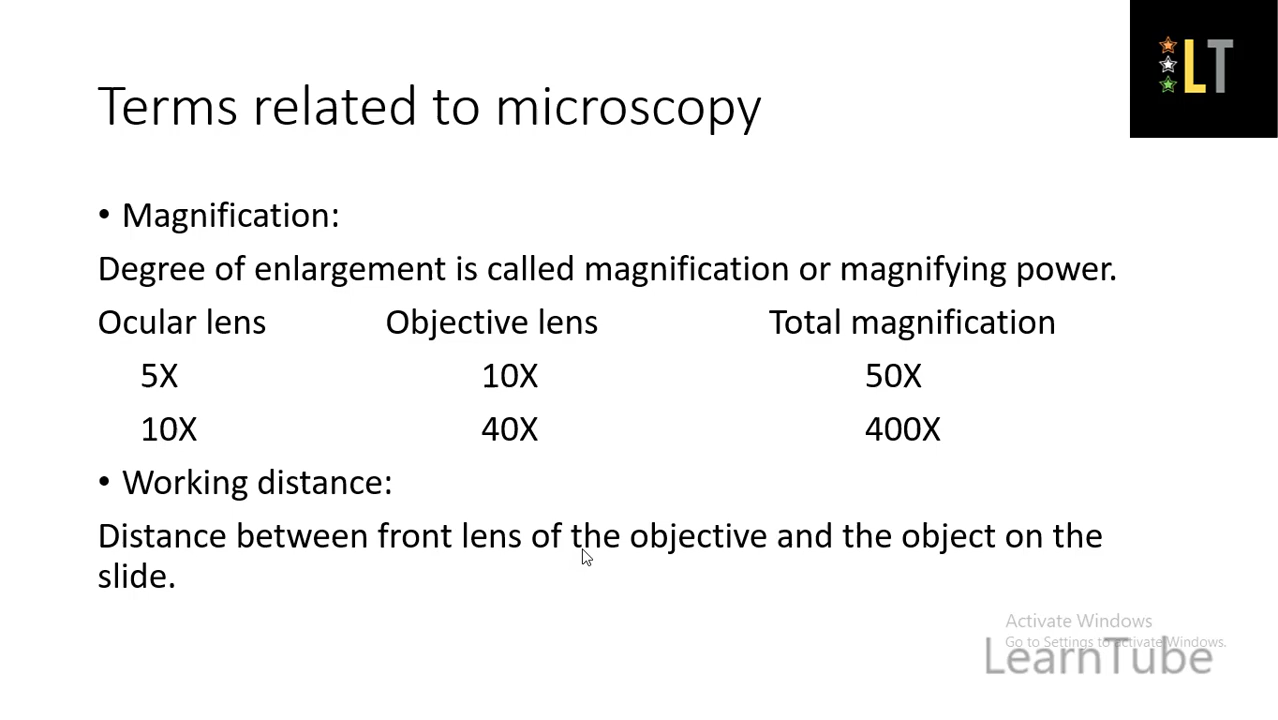 LT
Terms related to microscopy
• Magnification:
Degree of enlargement is called magnification or magnifying power.
Ocular lens Objective lens Total magnification
5X 10X 50X
10X 40X 400X
• Working distance:
Distance between front lens of the objective and the object on the
slide.
Activate Windows
Go to Settings to activate Windows.
LearnTube